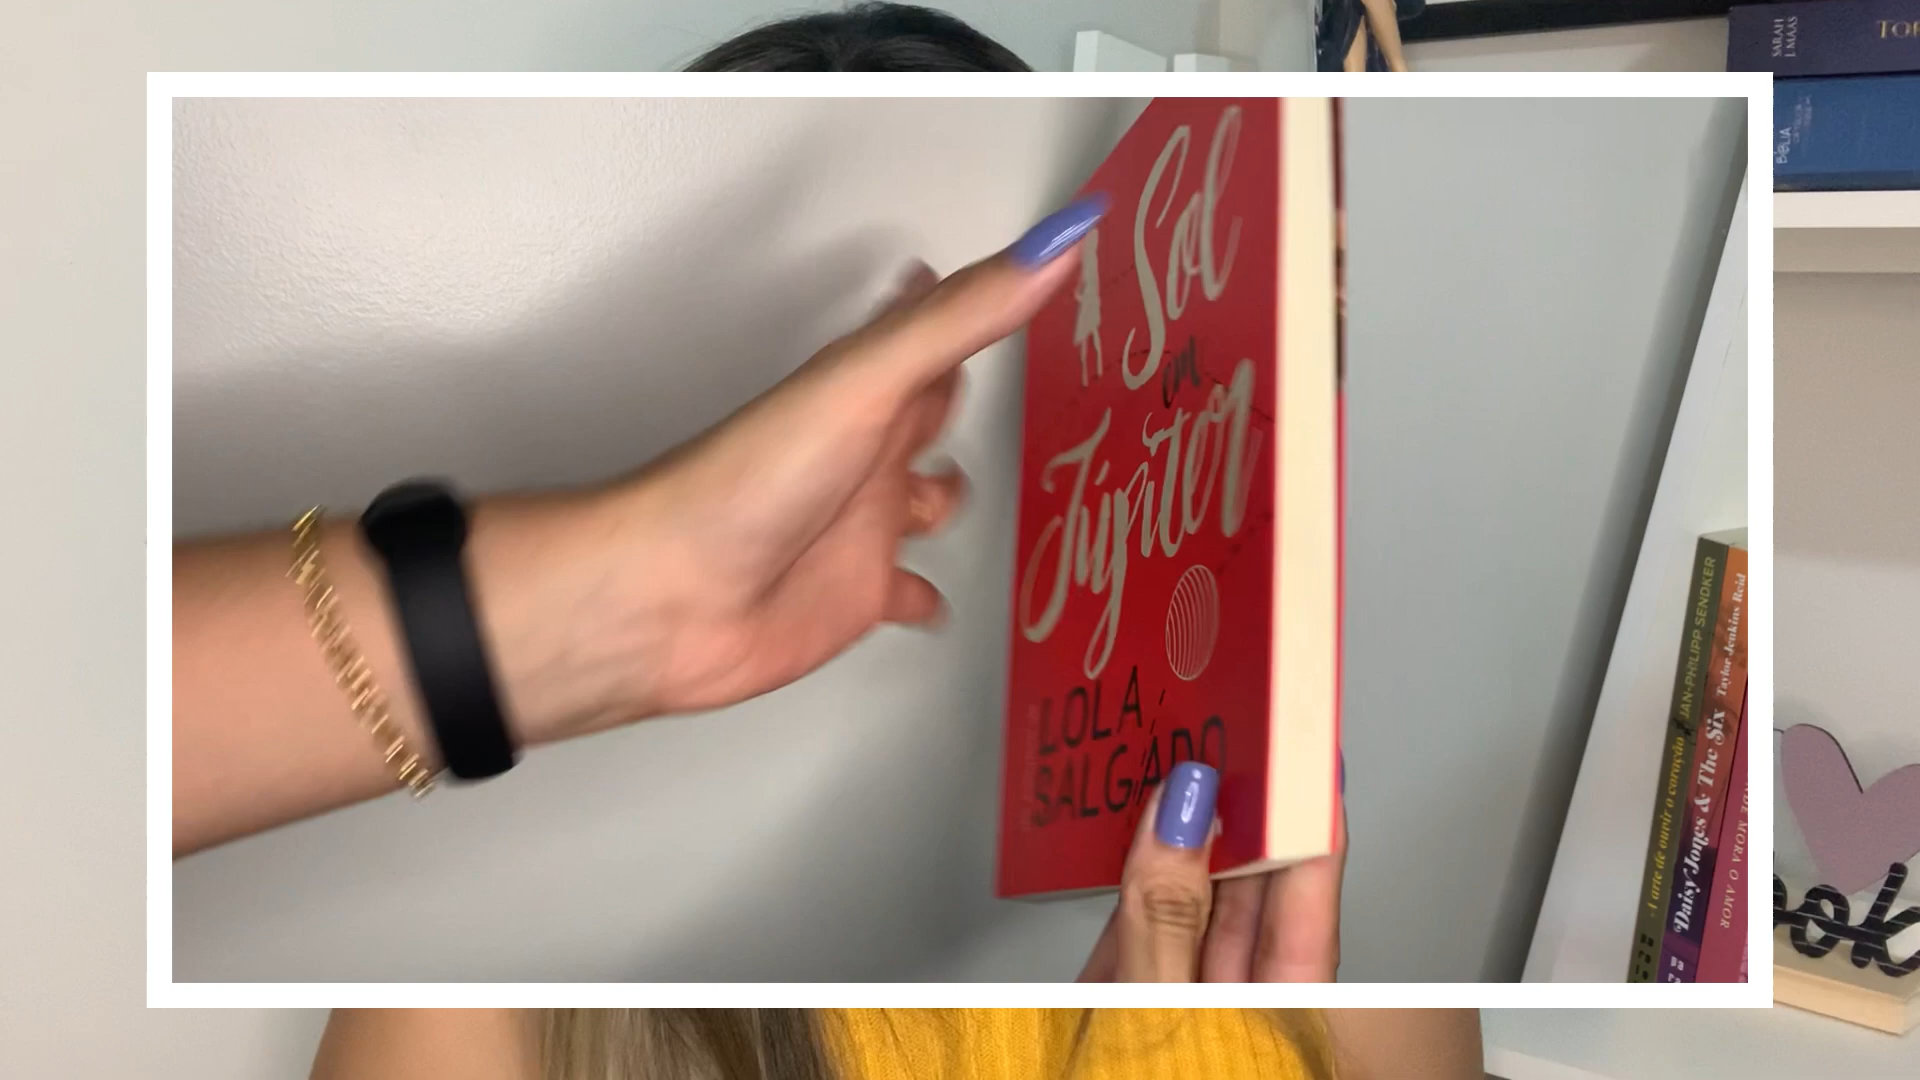 Sol
em
Júpiter
LOLA
SALGADO
SARAH
J. MAAS
BÍBLIA
A arte de ouvir o coração JAN-PHILIPP SENDKER
Daisy Jones & The Six Taylor Jenkins Reid
MORA O AMOR